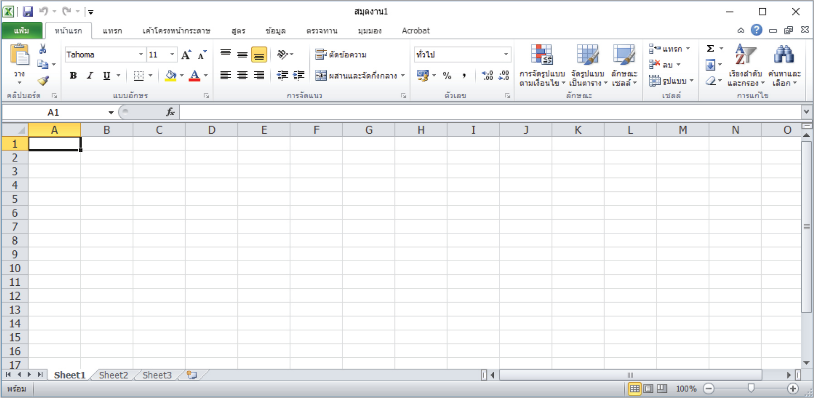 สมุดงาน1
แฟ้ม หน้าแรก แทรก เค้าโครงหน้ากระดาษ สูตร ข้อมูล ตรวจทาน มุมมอง Acrobat
วาง
คลิปบอร์ด
Tahoma 11 A A
B I U A
แบบอักษร
ตัดข้อความ
ผสานและจัดกึ่งกลาง
การจัดแนว
ทั่วไป
% ,
ตัวเลข
การจัดรูปแบบ จัดรูปแบบ ลักษณะ
ตามเงื่อนไข เป็นตาราง เซลล์
ลักษณะ
แทรก
ลบ
รูปแบบ
เซลล์
Σ
เรียงลำดับ ค้นหาและ
และกรอง เลือก
การแก้ไข
A1 fx
A B C D E F G H I J K L M N O
1
2
3
4
5
6
7
8
9
10
11
12
13
14
15
16
17
Sheet1 Sheet2 Sheet3
พร้อม 100%